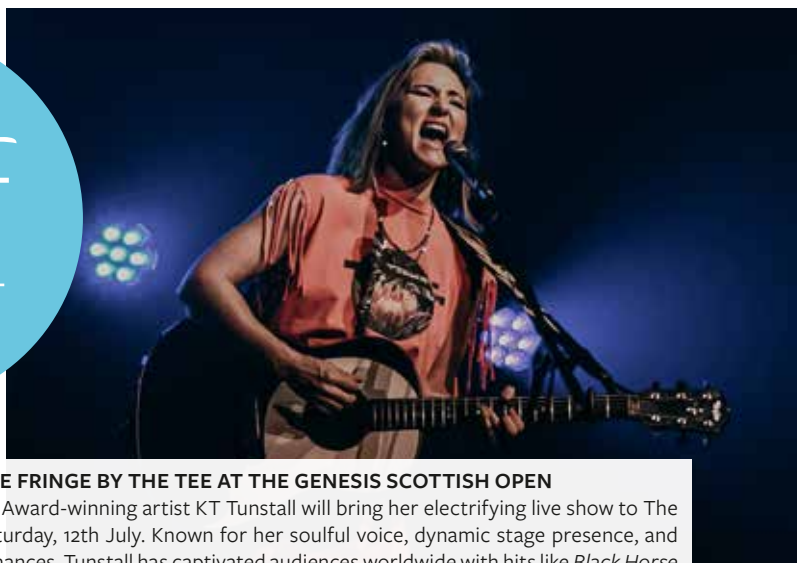 E FRINGE BY THE TEE AT THE GENESIS SCOTTISH OPEN
Award-winning artist KT Tunstall will bring her electrifying live show to The
turday, 12th July. Known for her soulful voice, dynamic stage presence, and
nances, Tunstall has captivated audiences worldwide with hits like Black Horse